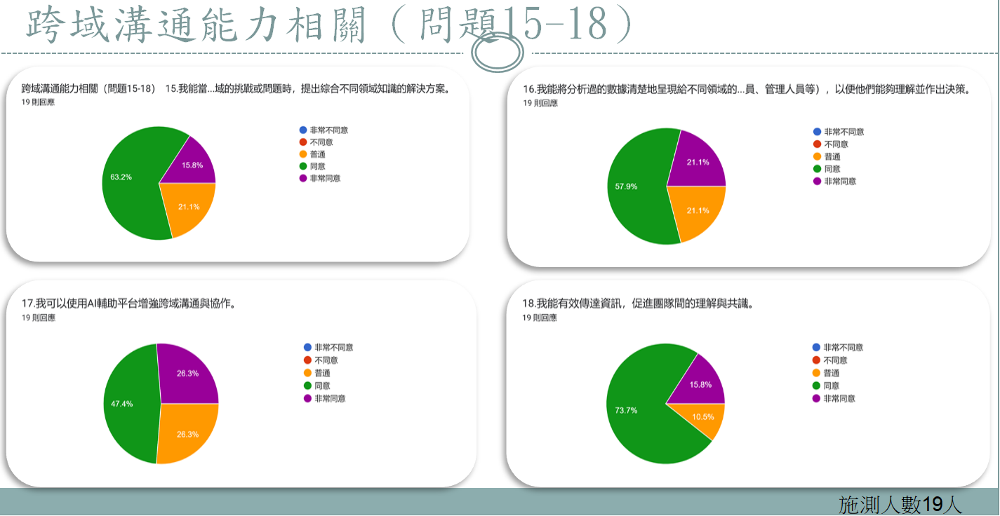 跨域溝通能力相關（問題15-18）
跨域溝通能力相關（問題15-18） 15.我能當...域的挑戰或問題時，提出綜合不同領域知識的解決方案。
19 則回應
非常不同意
不同意
普通
同意
非常同意
63.2%
15.8%
21.1%
16.我能將分析過的數據清楚地呈現給不同領域的...員、管理人員等），以便他們能夠理解並作出決策。
19 則回應
非常不同意
不同意
普通
同意
非常同意
57.9%
21.1%
21.1%
17.我可以使用AI輔助平台增強跨域溝通與協作。
19 則回應
非常不同意
不同意
普通
同意
非常同意
47.4%
26.3%
26.3%
18.我能有效傳達資訊，促進團隊間的理解與共識。
19 則回應
非常不同意
不同意
普通
同意
非常同意
73.7%
15.8%
10.5%
施測人數19人